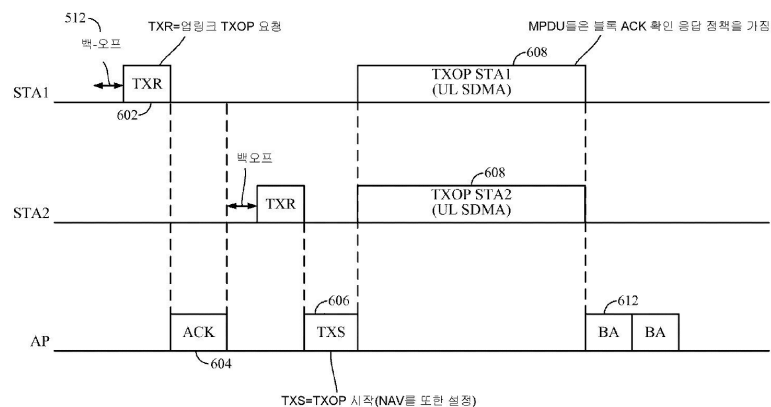 512
백-오프
TXR=업링크 TXOP 요청
MPDU들은 블록 ACK 확인 응답 정책을 가짐
608
TXR
TXOP STA1
(UL SDMA)
STA1
602
백오프
608
TXR
TXOP STA2
(UL SDMA)
STA2
606
612
ACK
TXS
BA
BA
AP
604
TXS=TXOP 시작(NAV를 또한 설정)